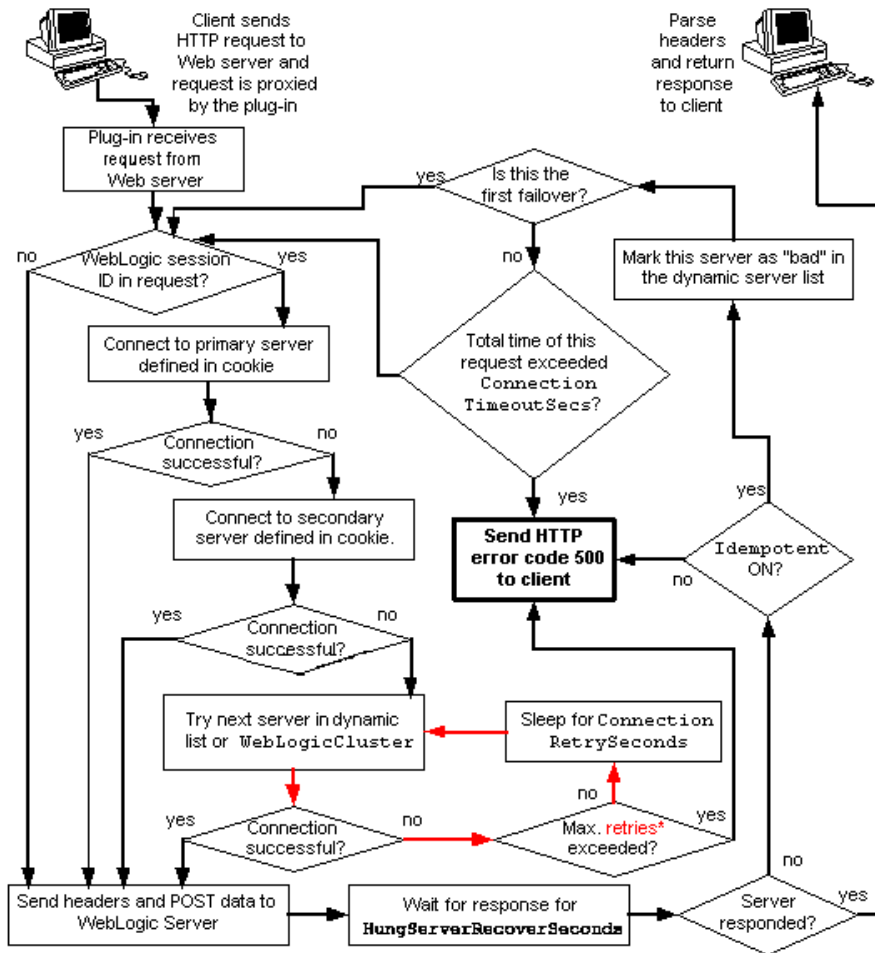 Client sends
HTTP request to
Web server and
request is proxied
by the plug-in
Parse
headers
and return
response
to client
Plug-in receives
request from
Web server
yes
Is this the
first failover?
no
WebLogic session
ID in request?
yes
no
Mark this server as "bad" in
the dynamic server list
Connect to primary server
defined in cookie
Total time of this
request exceeded
Connection
TimeoutSecs?
yes
Connection
successful?
no
yes
yes
Connect to secondary
server defined in cookie.
Send HTTP
error code 500
to client
Idempotent
ON?
no
yes
Connection
successful?
no
Try next server in dynamic
list or WebLogicCluster
Sleep for Connection
RetrySeconds
no
yes
Connection
successful?
no
Max. retries*
exceeded?
yes
no
Send headers and POST data to
WebLogic Server
Wait for response for
HungServerRecoverSeconds
Server
responded?
yes